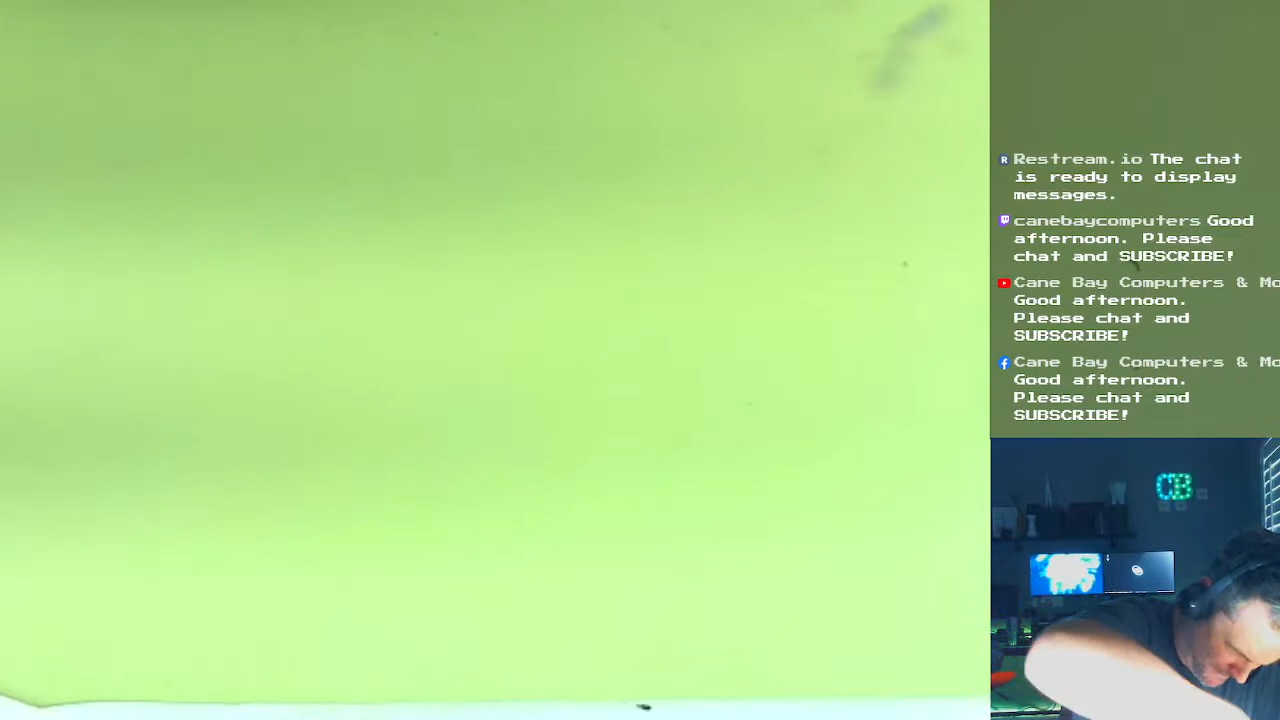 Restream.io The chat
is ready to display
messages.
canebaycomputers Good
afternoon. Please
chat and SUBSCRIBE!
Cane Bay Computers & Mo
Good afternoon.
Please chat and
SUBSCRIBE!
Cane Bay Computers & Mo
Good afternoon.
Please chat and
SUBSCRIBE!
CB